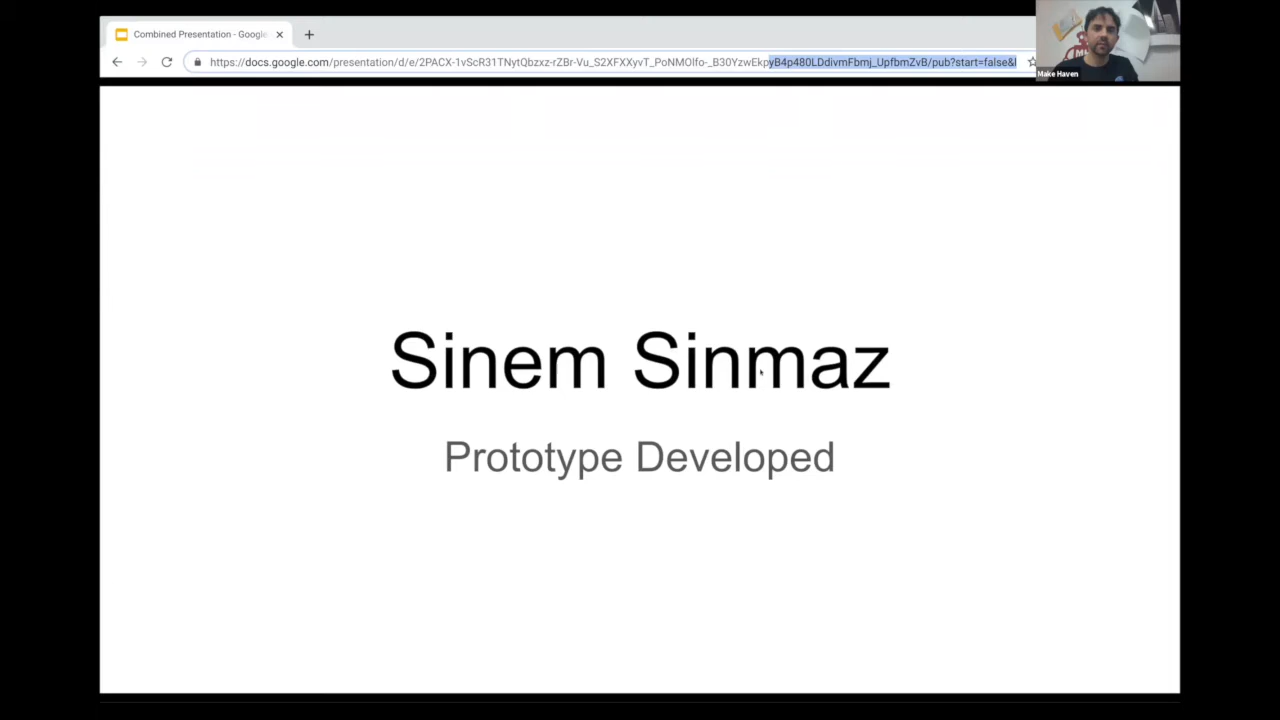 Combined Presentation - Google
https://docs.google.com/presentation/d/e/2PACX-1vScR31TNytQbzxz-rZBr-Vu_S2XFXXyvT_PoNMOlfo-_B30YzwEkpyB4p480LDdivmFbmj_UpfbmZvB/pub?start=false&l
Make Haven
Sinem Sinmaz
Prototype Developed